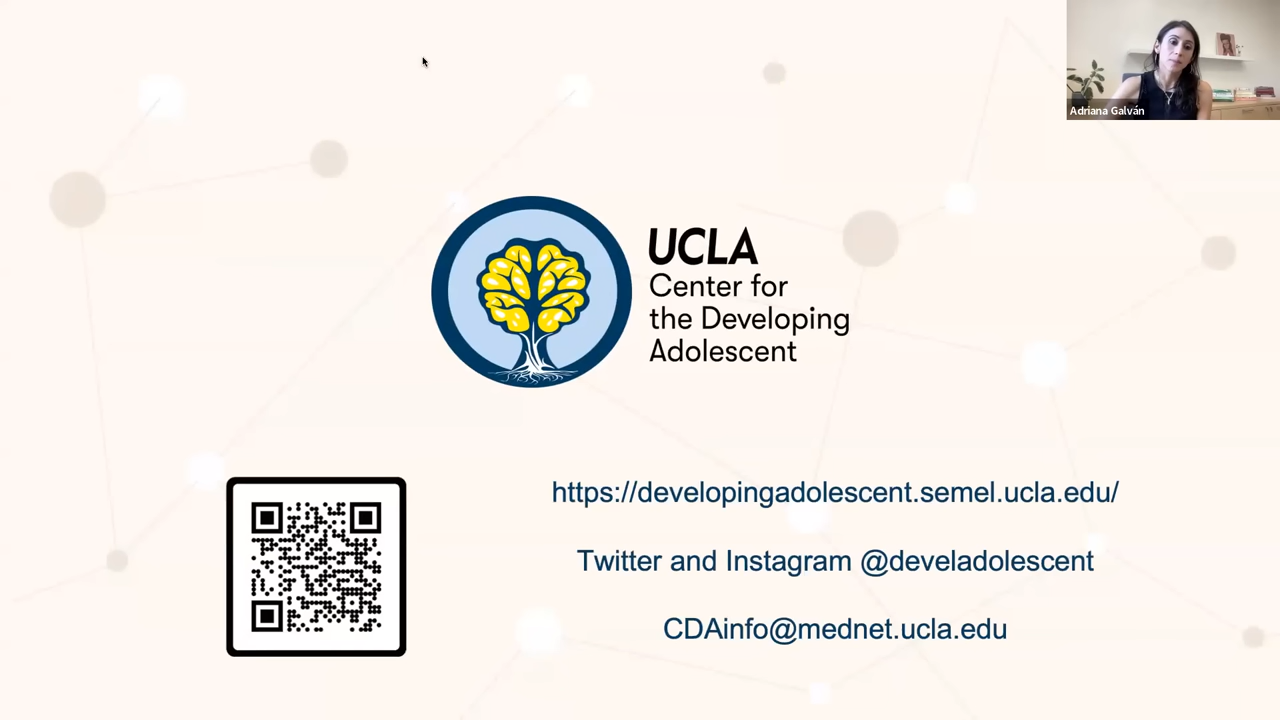 Adriana Galván
UCLA
Center for
the Developing
Adolescent
https://developingadolescent.semel.ucla.edu/
Twitter and Instagram @develadolescent
CDAinfo@mednet.ucla.edu